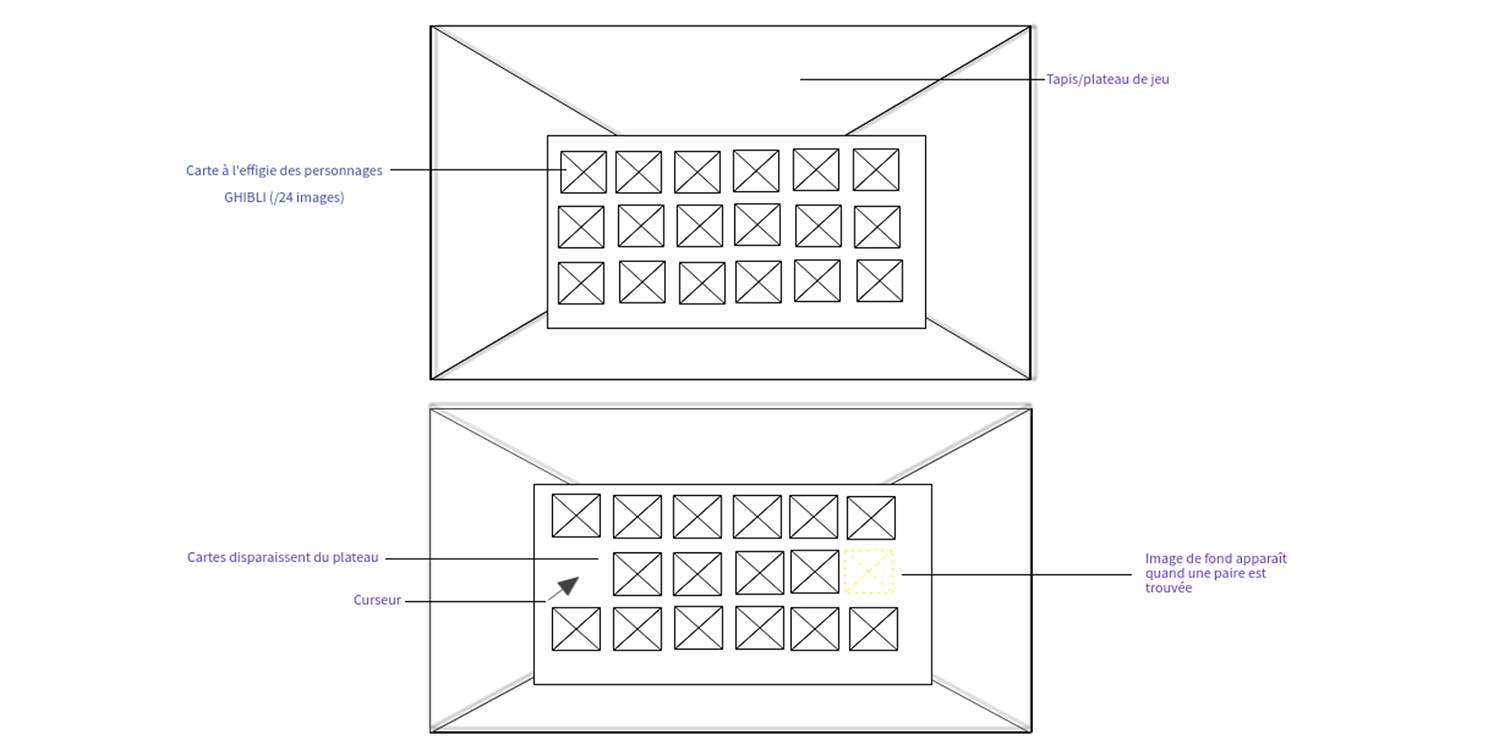 Tapis/plateau de jeu
Carte à l'effigie des personnages
GHIBLI (/24 images)
Cartes disparaissent du plateau
Curseur
Image de fond apparaît
quand une paire est
trouvée